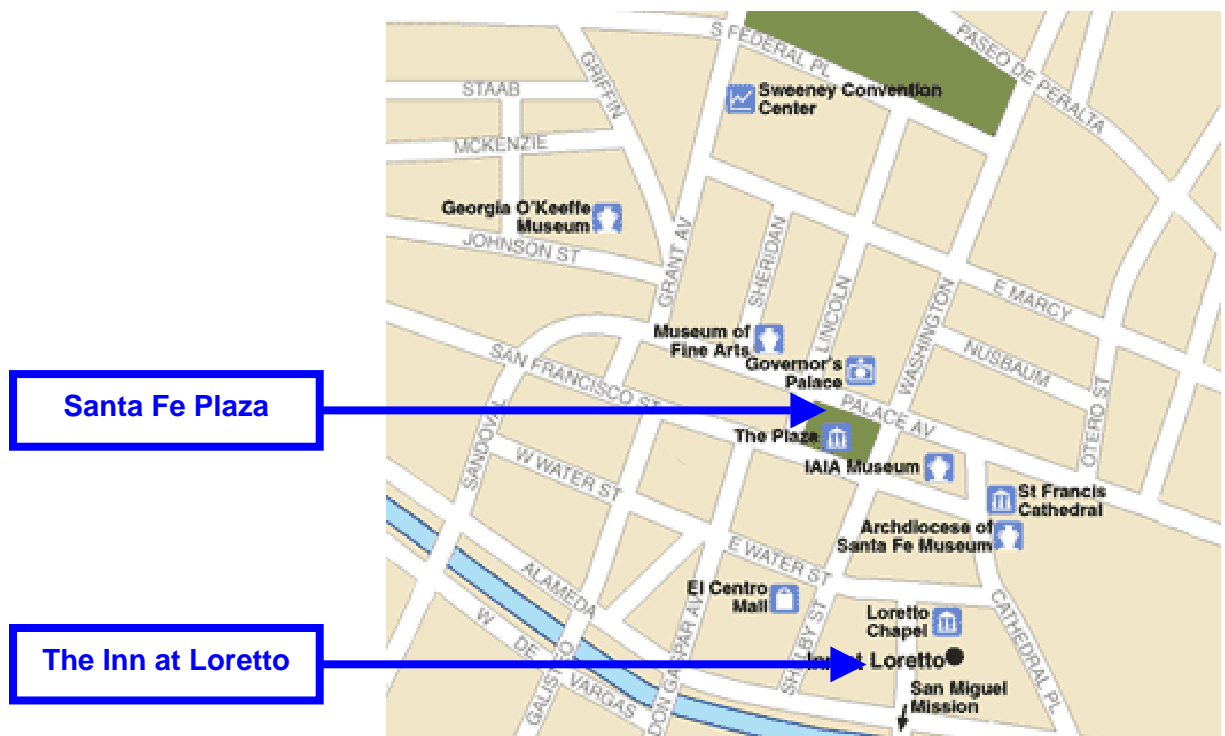 S FEDERAL PL
PASEO DE PERALTA
GRIFFIN
STAAB
Sweeney Convention
Center
MCKENZIE
Georgia O'Keeffe
Museum
JOHNSON ST
GRANT AV
SHERIDAN
LINCOLN
WASHINGTON
E MARCY
NUSBAUM
OTERO ST
Museum of
Fine Arts
Governor's
Palace
SAN FRANCISCO ST
PALACE AV
Santa Fe Plaza
The Plaza
IAIA Museum
SANDOVAL
W WATER ST
St Francis
Cathedral
Archdiocese of
Santa Fe Museum
E WATER ST
ALAMEDA
El Centro
Mall
SHELBY ST
Loretto
Chapel
CATHEDRAL PL
The Inn at Loretto
Loretto
W DE VARGAS
DON GASPAR AV
San Miguel
Mission